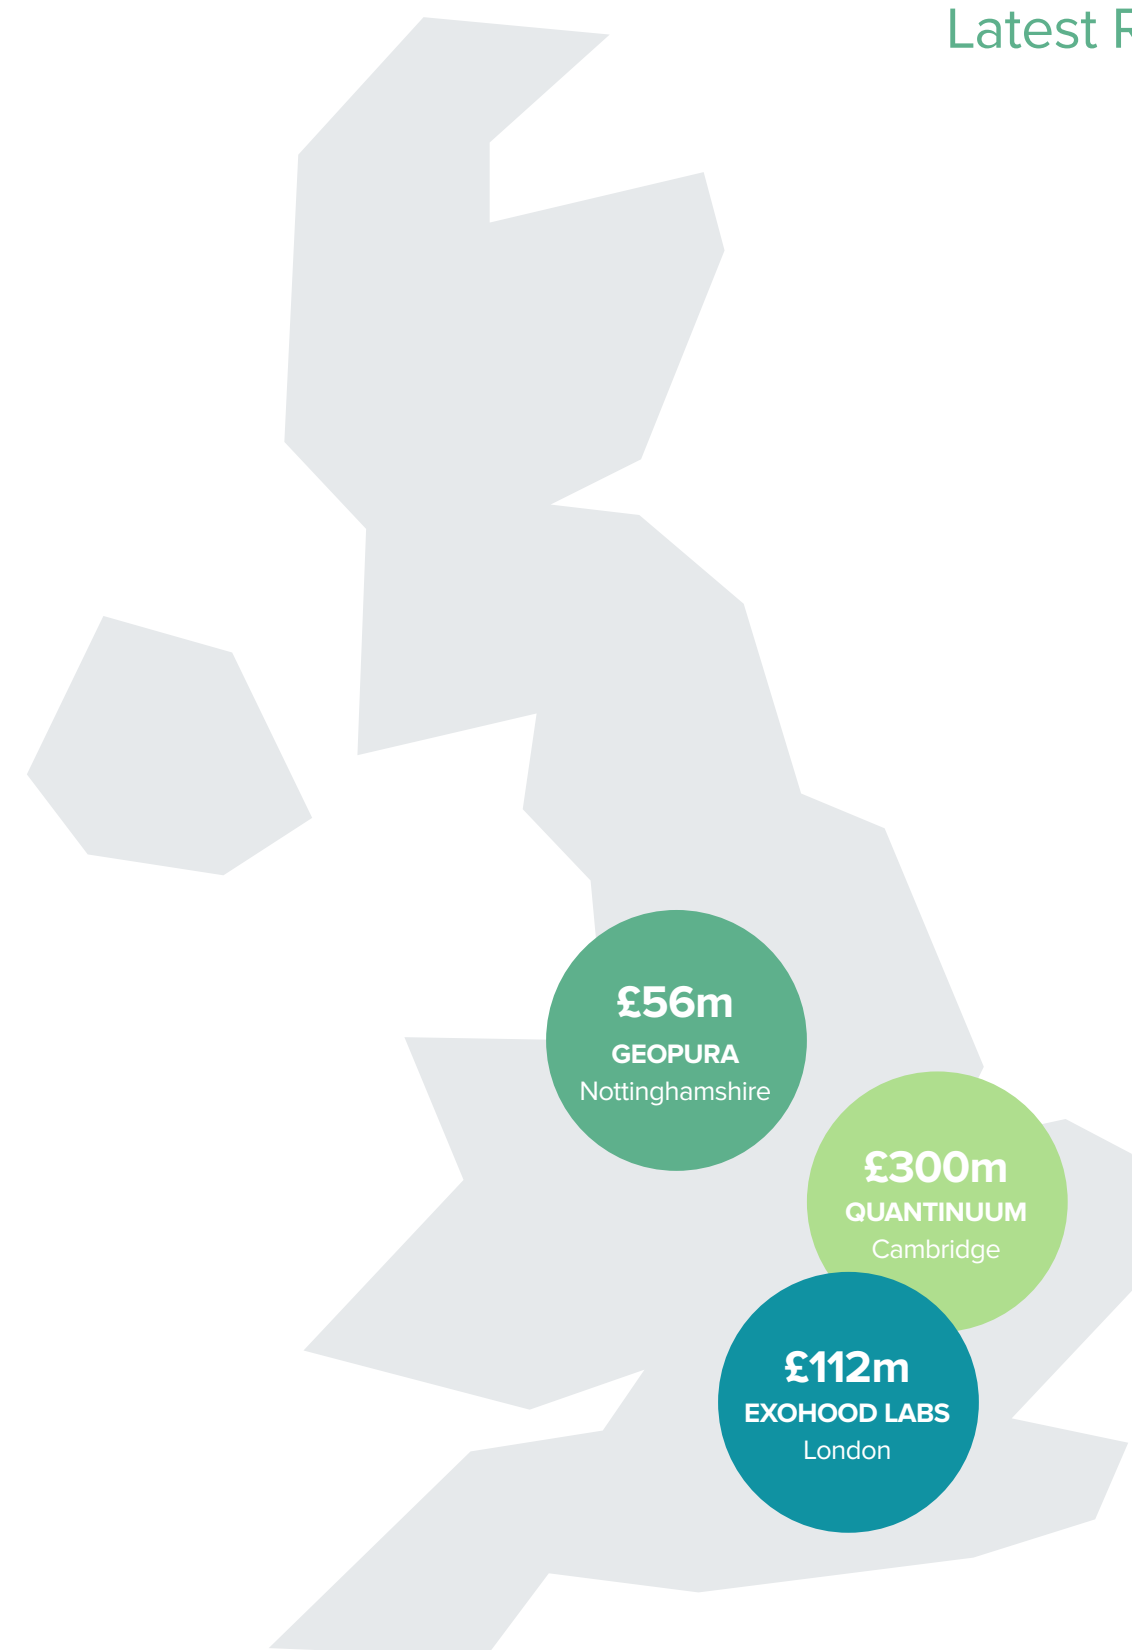 Latest R
£56m
GEOPURA
Nottinghamshire
£300m
QUANTINUUM
Cambridge
£112m
EXOHOOD LABS
London